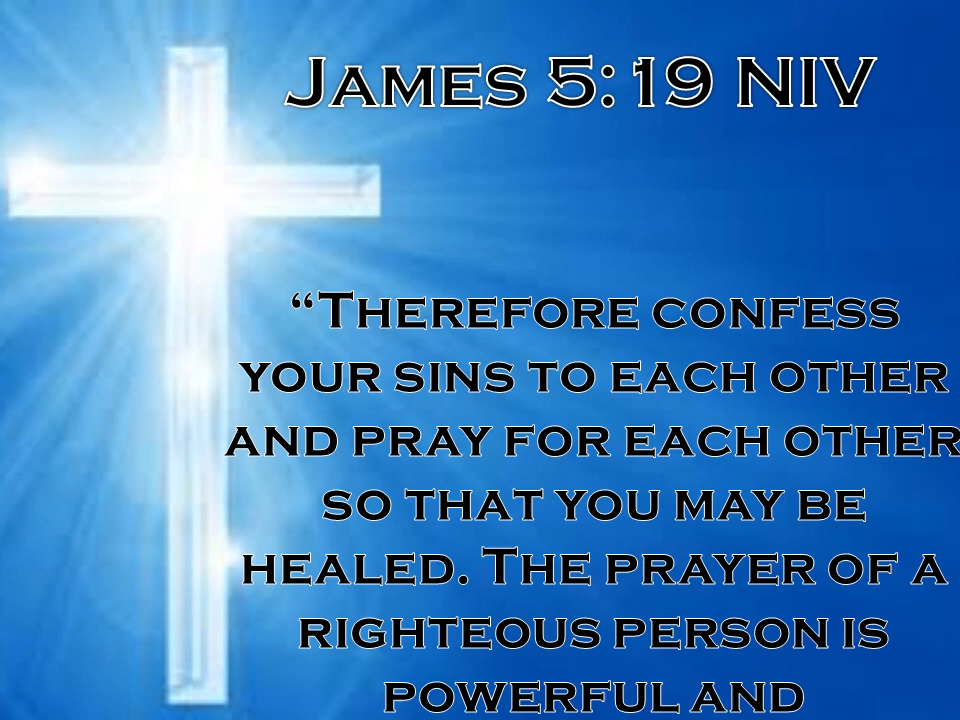 James 5:19 NIV
“Therefore confess
your sins to each other
and pray for each other
so that you may be
healed. The prayer of a
righteous person is
powerful and